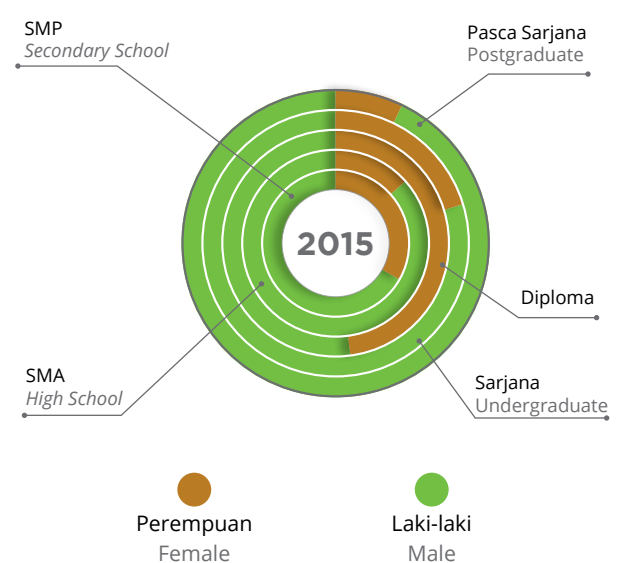 SMP
Secondary School
Pasca Sarjana
Postgraduate
2015
Diploma
SMA
High School
Sarjana
Undergraduate
Perempuan
Female
Laki-laki
Male